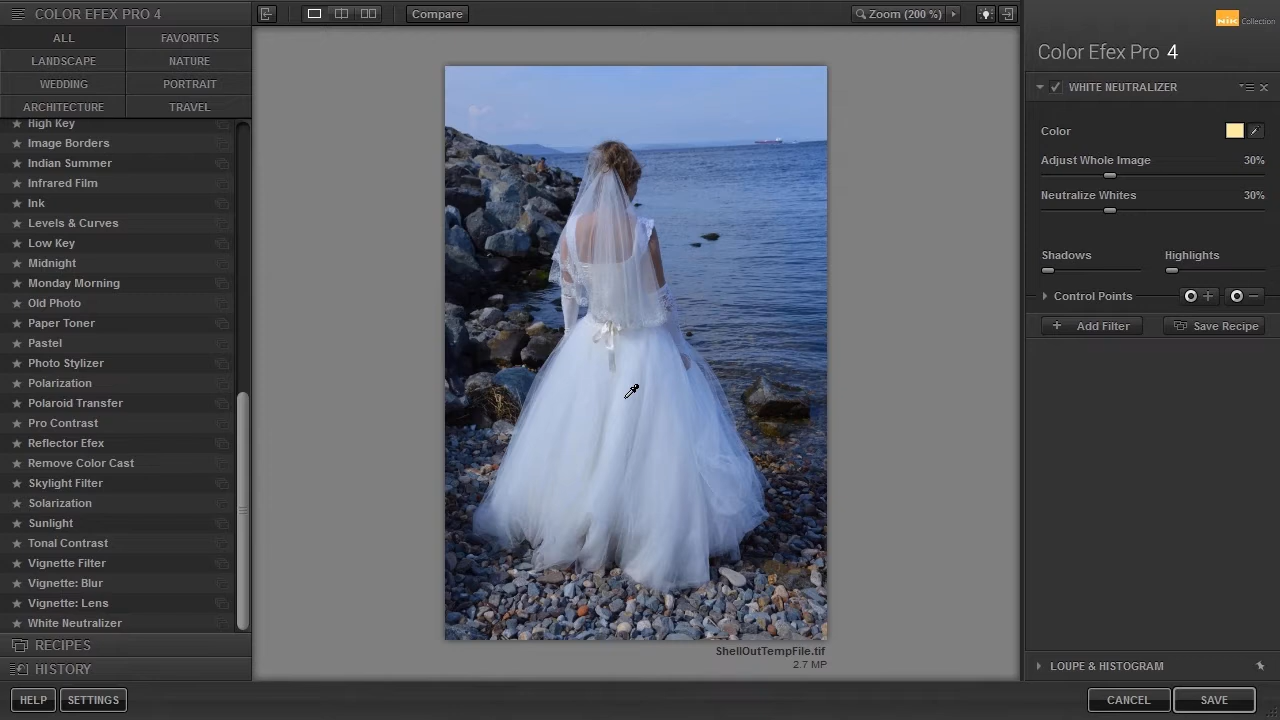 COLOR EFEX PRO 4
ALL
FAVORITES
LANDSCAPE
NATURE
WEDDING
PORTRAIT
ARCHITECTURE
TRAVEL
High Key
Image Borders
Indian Summer
Infrared Film
Ink
Levels & Curves
Low Key
Midnight
Monday Morning
Old Photo
Paper Toner
Pastel
Photo Stylizer
Polarization
Polaroid Transfer
Pro Contrast
Reflector Efex
Remove Color Cast
Skylight Filter
Solarization
Sunlight
Tonal Contrast
Vignette Filter
Vignette: Blur
Vignette: Lens
White Neutralizer
RECIPES
HISTORY
HELP
SETTINGS
Compare
Zoom (200 %)
ShellOutTempFile.tif
2.7 MP
Nik Collection
Color Efex Pro 4
WHITE NEUTRALIZER
Color
Adjust Whole Image 30%
Neutralize Whites 30%
Shadows
Highlights
Control Points
Add Filter
Save Recipe
LOUPE & HISTOGRAM
CANCEL
SAVE